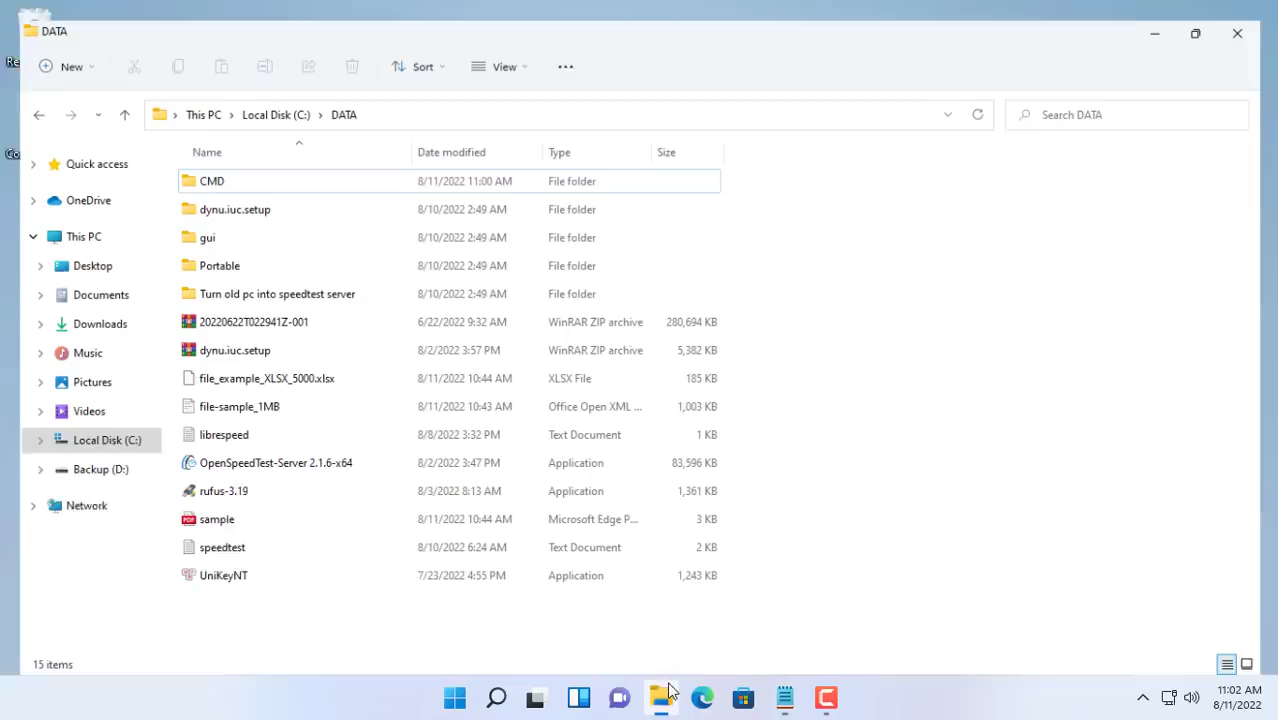 DATA
Re
New
Sort
View
This PC > Local Disk (C:) > DATA
Search DATA
Go
Name Date modified Type Size
CMD 8/11/2022 11:00 AM File folder
dynu.iuc.setup 8/10/2022 2:49 AM File folder
gui 8/10/2022 2:49 AM File folder
Portable 8/10/2022 2:49 AM File folder
Turn old pc into speedtest server 8/10/2022 2:49 AM File folder
20220622T022941Z-001 6/22/2022 9:32 AM WinRAR ZIP archive 280,694 KB
dynu.iuc.setup 8/2/2022 3:57 PM WinRAR ZIP archive 5,382 KB
file_example_XLSX_5000.xlsx 8/11/2022 10:44 AM XLSX File 185 KB
file-sample_1MB 8/11/2022 10:43 AM Office Open XML ... 1,003 KB
librespeed 8/8/2022 3:32 PM Text Document 1 KB
OpenSpeedTest-Server 2.1.6-x64 8/2/2022 3:47 PM Application 83,596 KB
rufus-3.19 8/3/2022 8:13 AM Application 1,361 KB
sample 8/11/2022 10:44 AM Microsoft Edge P... 3 KB
speedtest 8/10/2022 6:24 AM Text Document 2 KB
UniKeyNT 7/23/2022 4:55 PM Application 1,243 KB
Quick access
OneDrive
This PC
Desktop
Documents
Downloads
Music
Pictures
Videos
Local Disk (C:)
Backup (D:)
Network
15 items
11:02 AM
8/11/2022